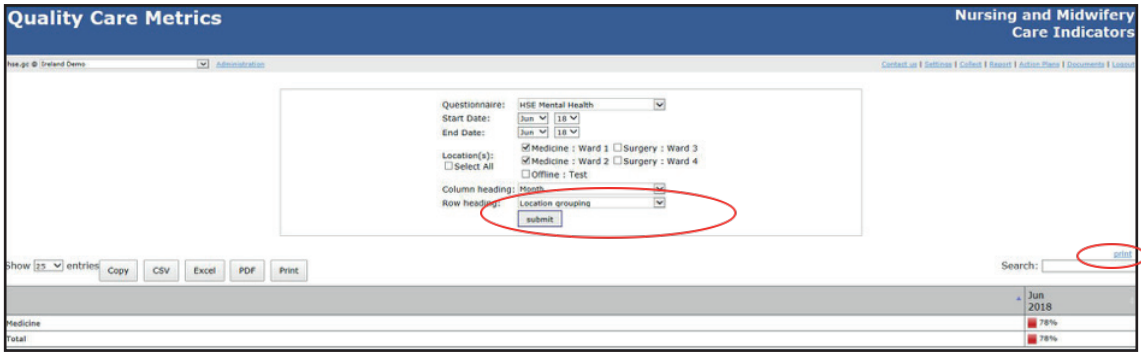 Quality Care Metrics
Nursing and Midwifery
Care Indicators
hse.gc @ Ireland Demo Administration
Contact us | Settings | Collect | Report | Action Plans | Documents | Logout
Questionnaire: HSE Mental Health
Start Date: Jun 18
End Date: Jun 18
Location(s):
Select All
Medicine : Ward 1 Surgery : Ward 3
Medicine : Ward 2 Surgery : Ward 4
Offline : Test
Column heading: Month
Row heading: Location grouping
submit
print
Show 25 entries Copy CSV Excel PDF Print
Search:
Jun
2018
Medicine 78%
Total 78%